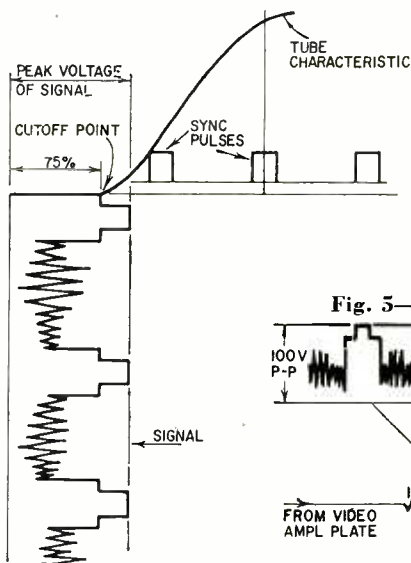 TUBE
CHARACTERISTIC
PEAK VOLTAGE
OF SIGNAL
CUTOFF POINT
SYNC
PULSES
75%
Fig. 5—
100V
P-P
SIGNAL
FROM VIDEO
AMPL PLATE